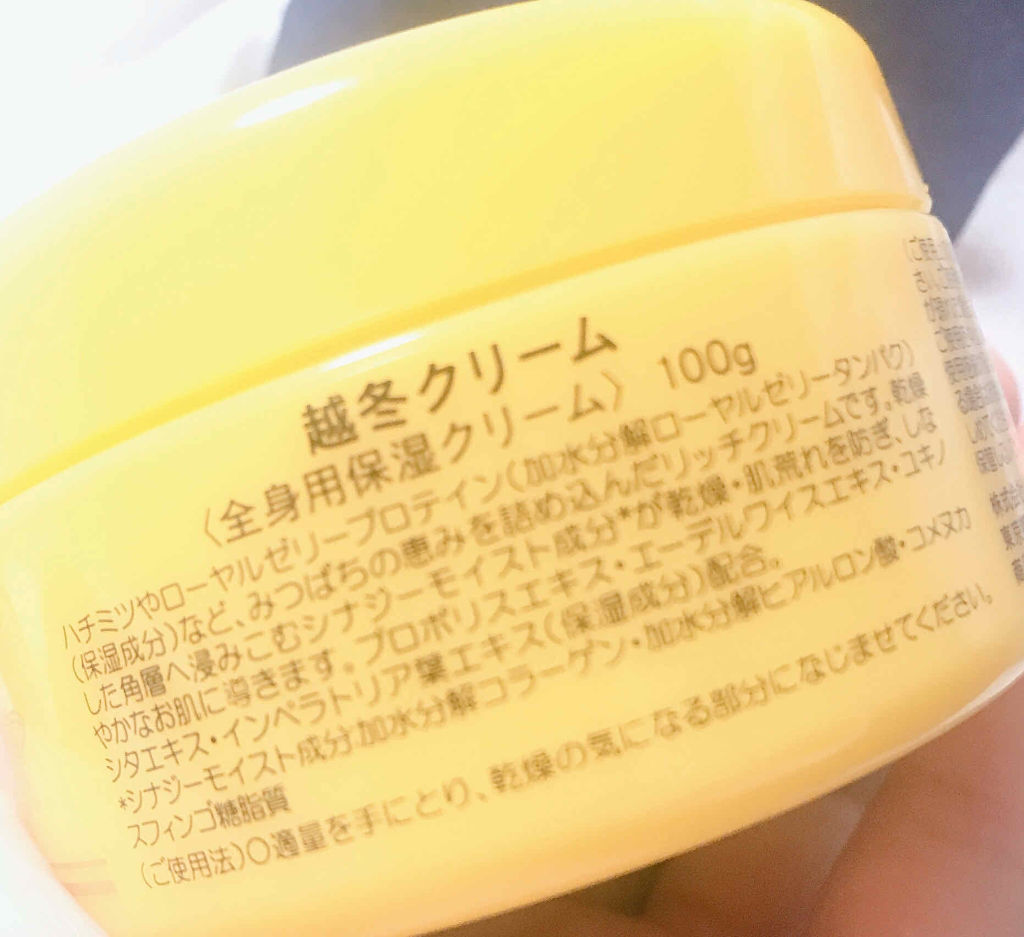 越冬クリーム
〈全身用保湿クリーム〉 100g
ハチミツやローヤルゼリープロテイン(加水分解ローヤルゼリータンパク)
(保湿成分)など、みつばちの恵みを詰め込んだリッチクリームです。乾燥
した角層へ浸みこむシナジーモイスト成分*が乾燥・肌荒れを防ぎ、しな
やかなお肌に導きます。プロポリスエキス・エーデルワイスエキス・ユキノ
シタエキス・インペラトリア葉エキス(保湿成分)配合。
*シナジーモイスト成分:加水分解コラーゲン・加水分解ヒアルロン酸・コメヌカ
スフィンゴ糖脂質
(ご使用法)〇適量を手にとり、乾燥の気になる部分になじませてください。
(ご使用
株式会
東京